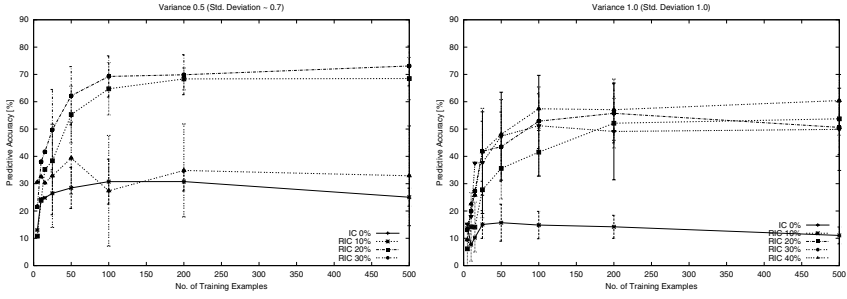 Variance 0.5 (Std. Deviation ~ 0.7)
90
80
70
60
50
40
30
20
10
0
Predictive Accuracy [%]
IC 0%
RIC 10%
RIC 20%
RIC 30%
0 50 100 150 200 250 300 350 400 450 500
No. of Training Examples
Variance 1.0 (Std. Deviation 1.0)
90
80
70
60
50
40
30
20
10
0
Predictive Accuracy [%]
IC 0%
RIC 10%
RIC 20%
RIC 30%
RIC 40%
0 50 100 150 200 250 300 350 400 450 500
No. of Training Examples